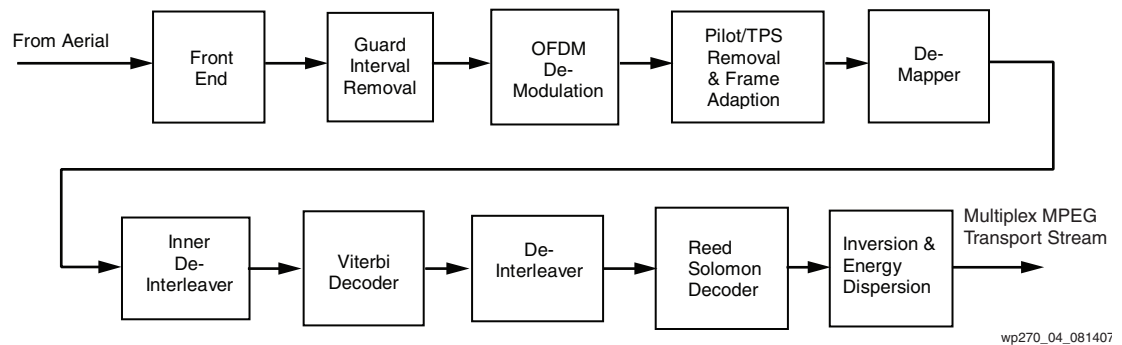 From Aerial
Front
End
Guard
Interval
Removal
OFDM
De-
Modulation
Pilot/TPS
Removal
& Frame
Adaption
De-
Mapper
Inner
De-
Interleaver
Viterbi
Decoder
De-
Interleaver
Reed
Solomon
Decoder
Inversion &
Energy
Dispersion
Multiplex MPEG
Transport Stream
wp270_04_081407